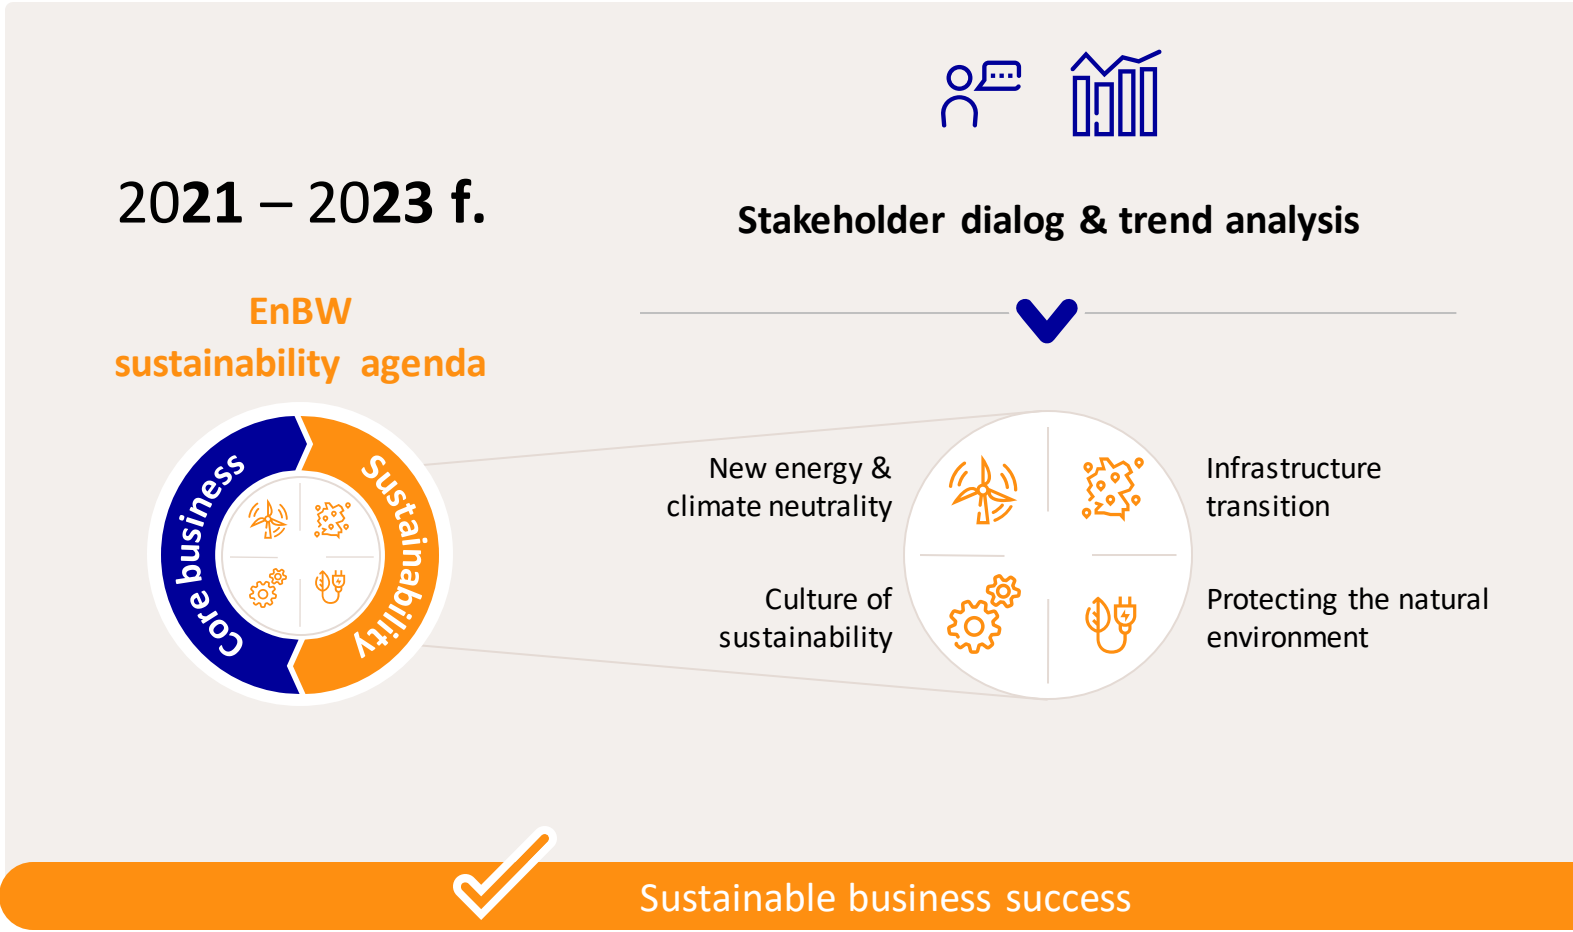 2021 – 2023 f.
EnBW
sustainability agenda
Core business
Sustainability
Stakeholder dialog & trend analysis
New energy &
climate neutrality
Infrastructure
transition
Culture of
sustainability
Protecting the natural
environment
Sustainable business success